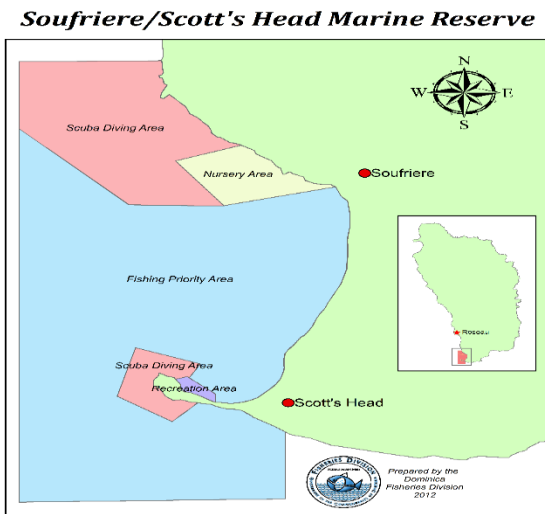 Soufriere/Scott's Head Marine Reserve
N
W
E
S
Scuba Diving Area
Nursery Area
Soufriere
Fishing Priority Area
Roseau
Scuba Diving Area
Recreation Area
Scott's Head
FISHERIES DIVISION
Prepared by the
Dominica
Fisheries Division
2012